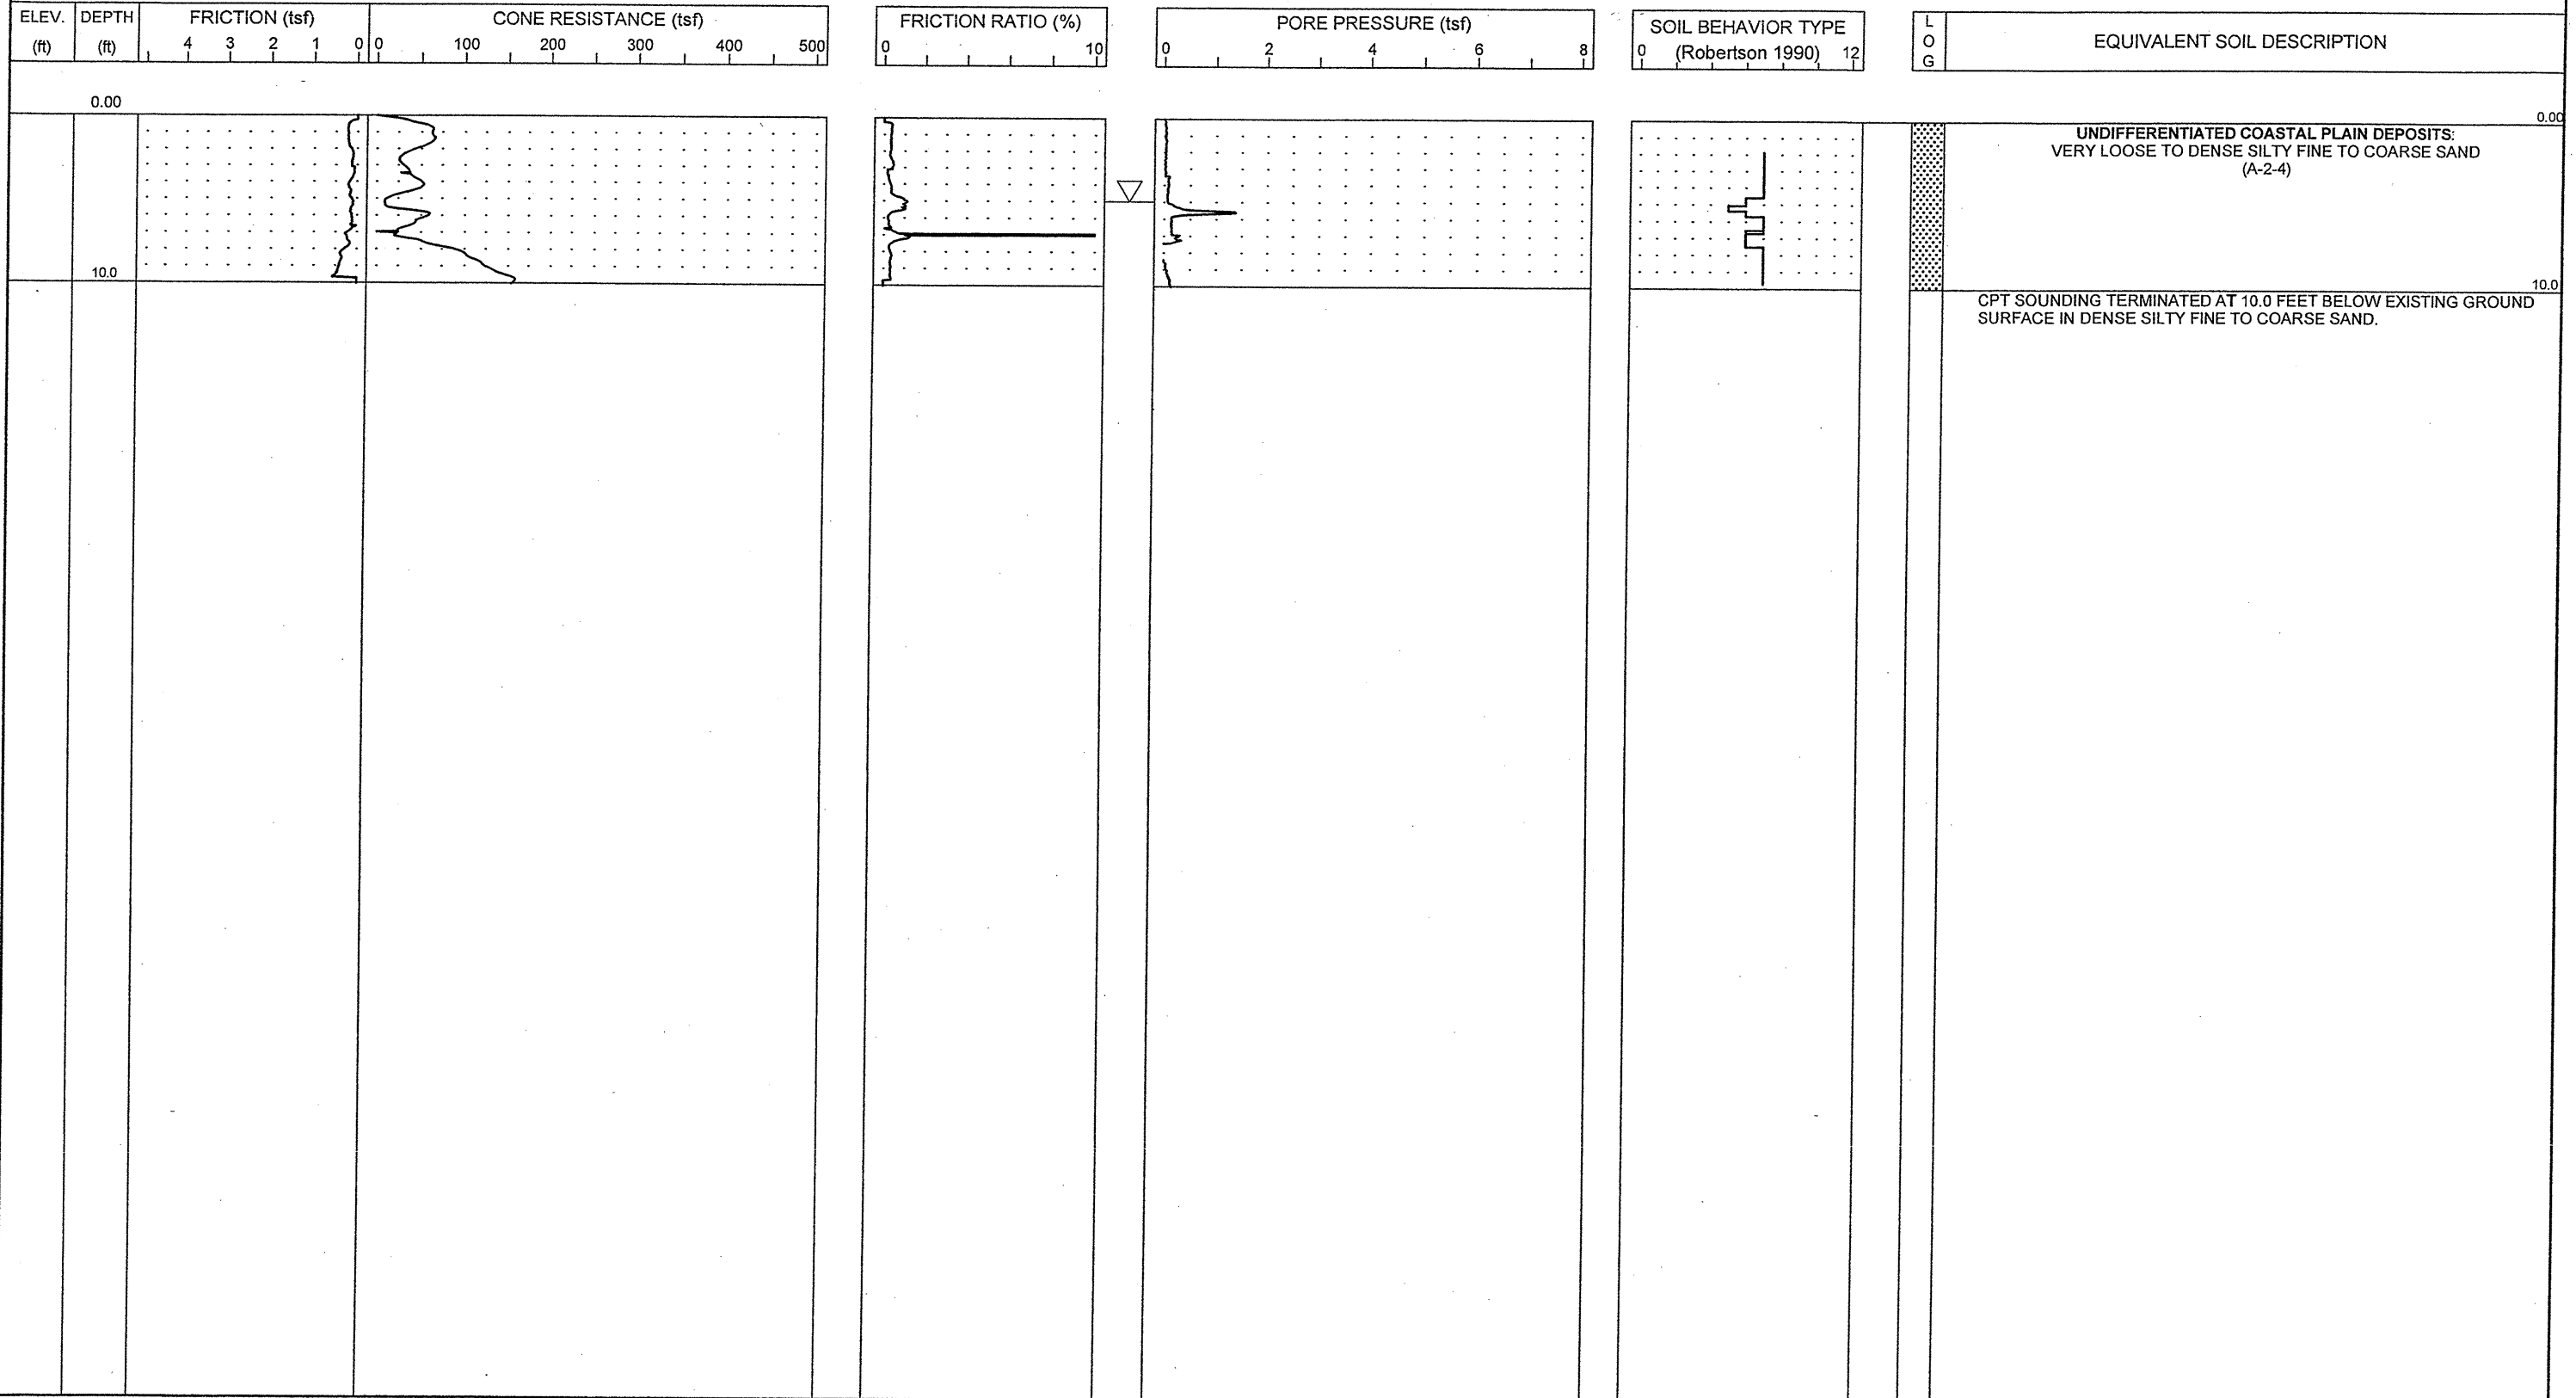 ELEV. DEPTH FRICTION (tsf) CONE RESISTANCE (tsf) FRICTION RATIO (%) PORE PRESSURE (tsf) SOIL BEHAVIOR TYPE L
(ft) (ft) 4 3 2 1 0 0 100 200 300 400 500 0 10 0 2 4 6 8 0 (Robertson 1990) 12 O EQUIVALENT SOIL DESCRIPTION
G
0.00 0.00
UNDIFFERENTIATED COASTAL PLAIN DEPOSITS:
VERY LOOSE TO DENSE SILTY FINE TO COARSE SAND
(A-2-4)
10.0 10.0
CPT SOUNDING TERMINATED AT 10.0 FEET BELOW EXISTING GROUND
SURFACE IN DENSE SILTY FINE TO COARSE SAND.